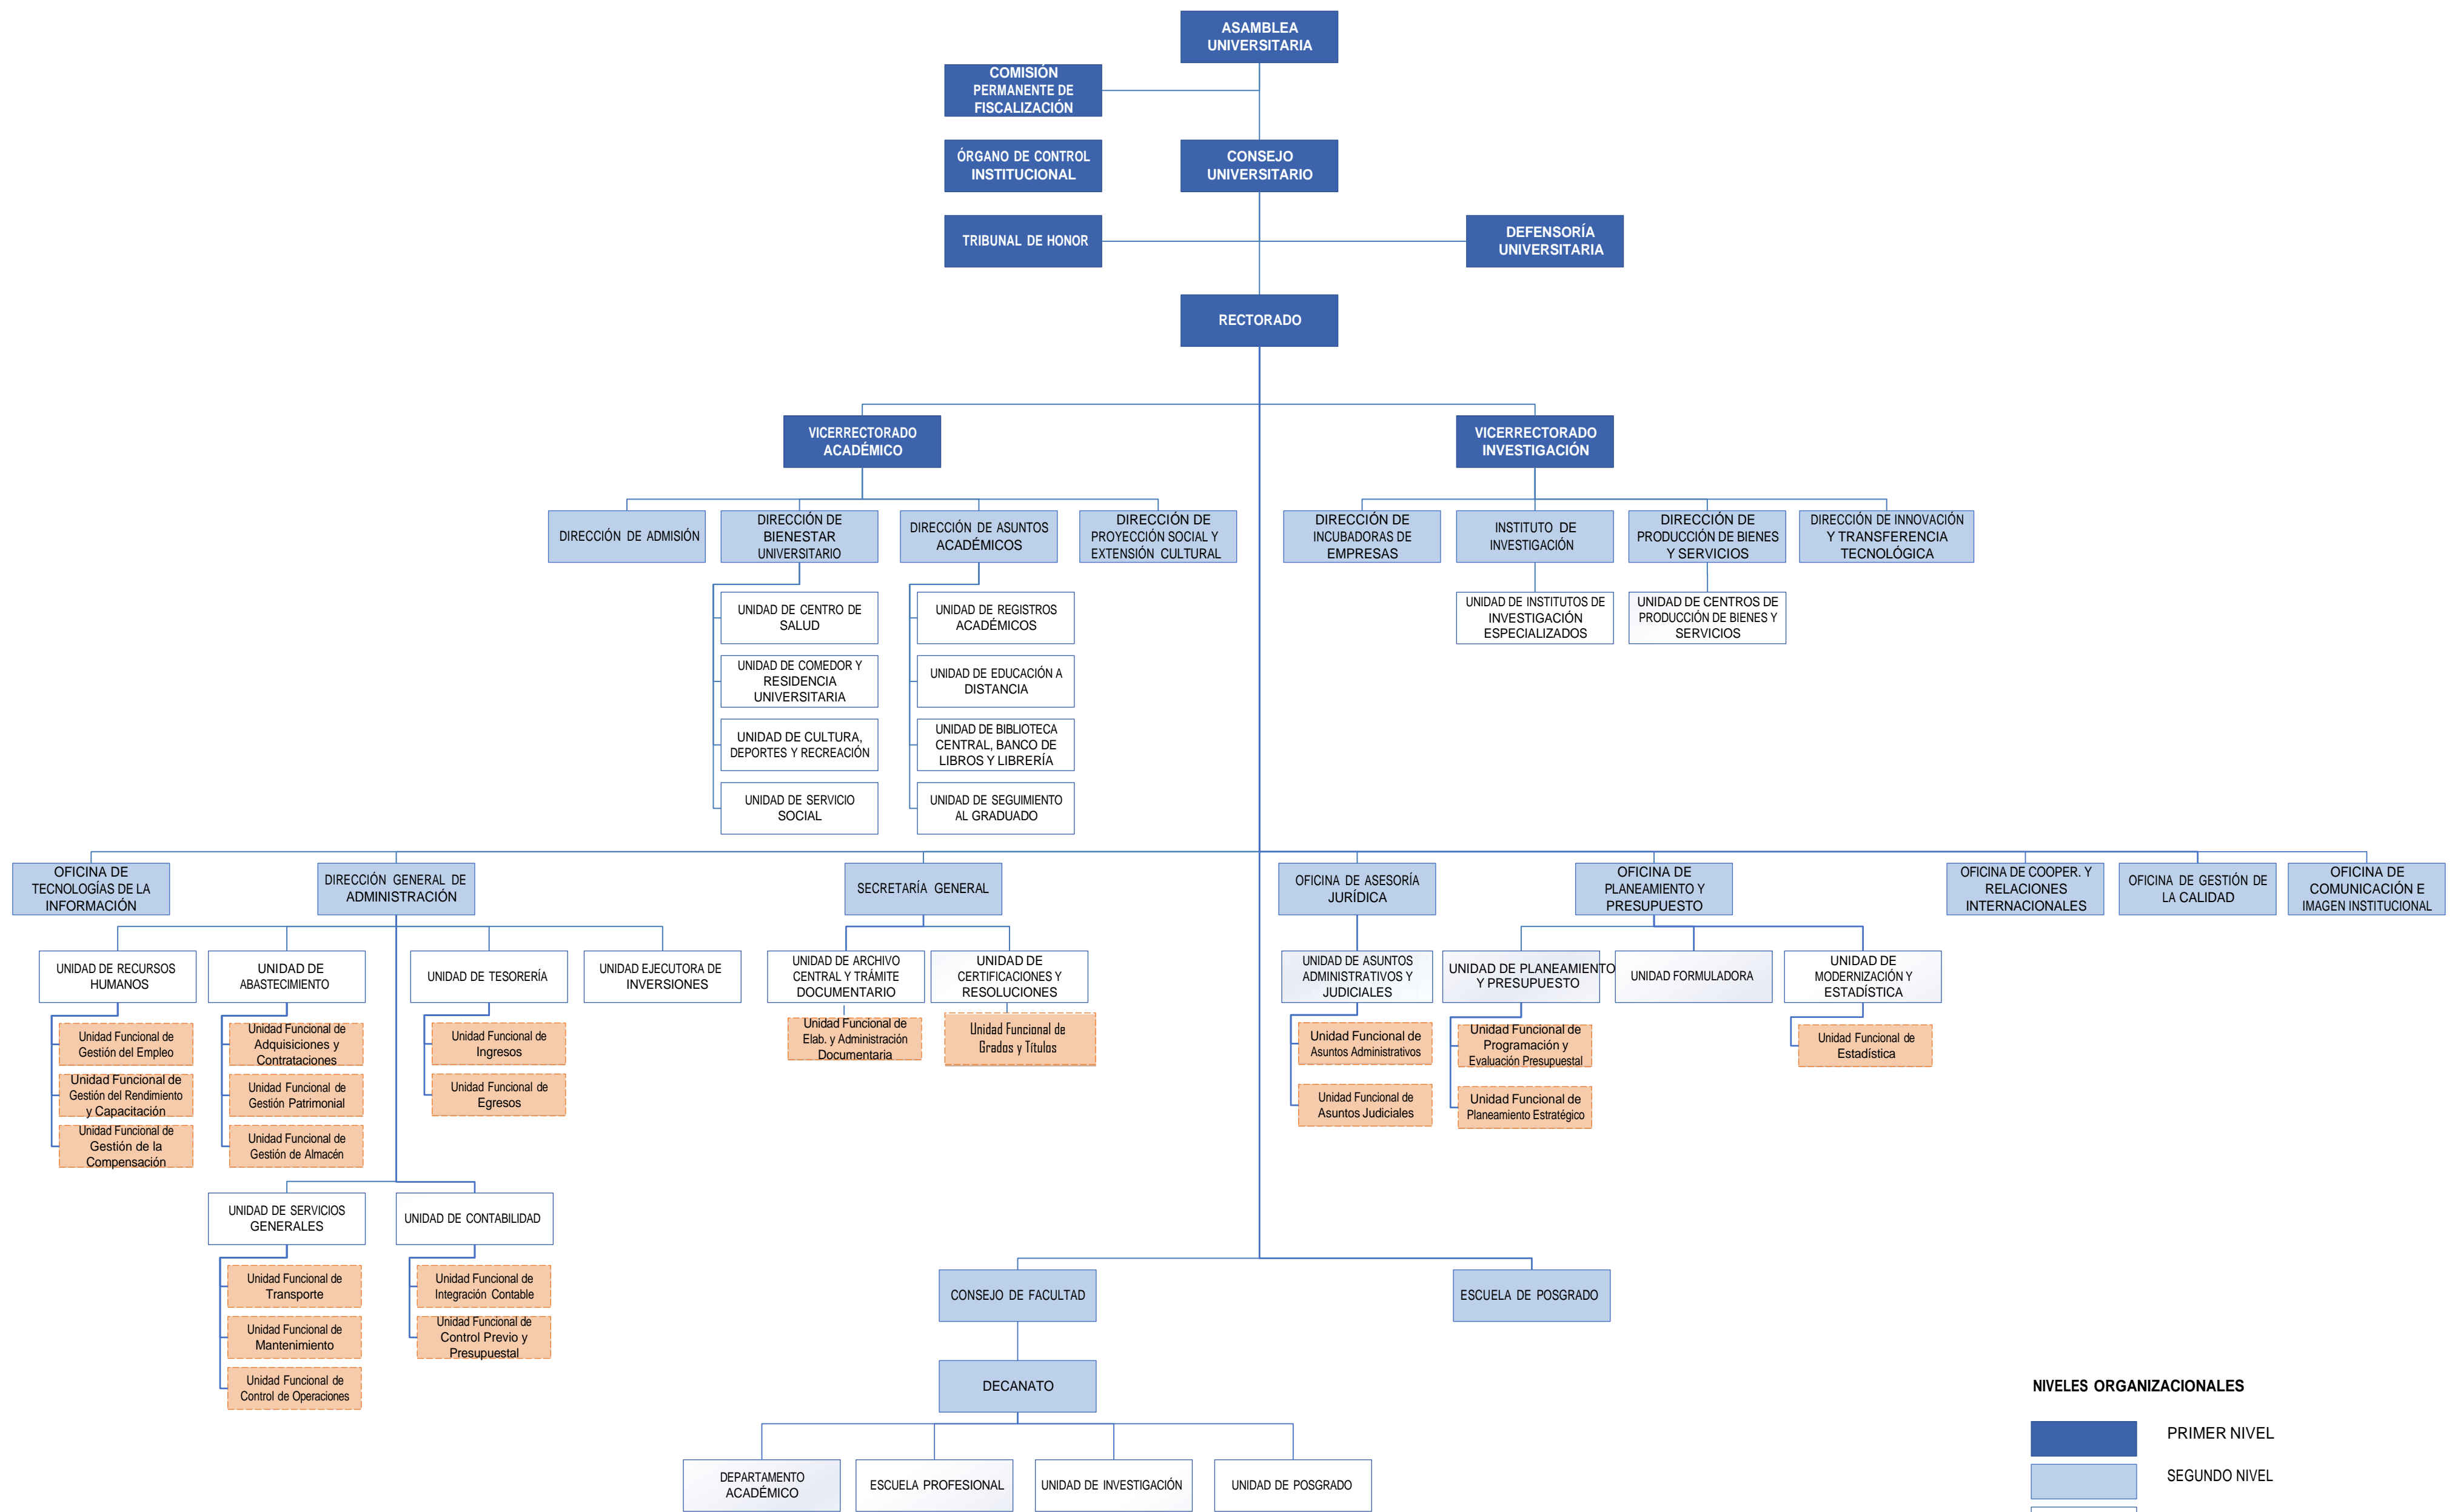 ASAMBLEA
UNIVERSITARIA
COMISIÓN
PERMANENTE DE
FISCALIZACIÓN
ÓRGANO DE CONTROL
INSTITUCIONAL
CONSEJO
UNIVERSITARIO
TRIBUNAL DE HONOR
DEFENSORÍA
UNIVERSITARIA
RECTORADO
VICERRECTORADO
ACADÉMICO
VICERRECTORADO
INVESTIGACIÓN
DIRECCIÓN DE ADMISIÓN
DIRECCIÓN DE
BIENESTAR
UNIVERSITARIO
DIRECCIÓN DE ASUNTOS
ACADÉMICOS
DIRECCIÓN DE
PROYECCIÓN SOCIAL Y
EXTENSIÓN CULTURAL
DIRECCIÓN DE
INCUBADORAS DE
EMPRESAS
INSTITUTO DE
INVESTIGACIÓN
DIRECCIÓN DE
PRODUCCIÓN DE BIENES
Y SERVICIOS
DIRECCIÓN DE INNOVACIÓN
Y TRANSFERENCIA
TECNOLÓGICA
UNIDAD DE CENTRO DE
SALUD
UNIDAD DE REGISTROS
ACADÉMICOS
UNIDAD DE INSTITUTOS DE
INVESTIGACIÓN
ESPECIALIZADOS
UNIDAD DE CENTROS DE
PRODUCCIÓN DE BIENES Y
SERVICIOS
UNIDAD DE COMEDOR Y
RESIDENCIA
UNIVERSITARIA
UNIDAD DE EDUCACIÓN A
DISTANCIA
UNIDAD DE CULTURA,
DEPORTES Y RECREACIÓN
UNIDAD DE BIBLIOTECA
CENTRAL, BANCO DE
LIBROS Y LIBRERÍA
UNIDAD DE SERVICIO
SOCIAL
UNIDAD DE SEGUIMIENTO
AL GRADUADO
OFICINA DE
TECNOLOGÍAS DE LA
INFORMACIÓN
DIRECCIÓN GENERAL DE
ADMINISTRACIÓN
SECRETARÍA GENERAL
OFICINA DE ASESORÍA
JURÍDICA
OFICINA DE
PLANEAMIENTO Y
PRESUPUESTO
OFICINA DE COOPER. Y
RELACIONES
INTERNACIONALES
OFICINA DE GESTIÓN DE
LA CALIDAD
OFICINA DE
COMUNICACIÓN E
IMAGEN INSTITUCIONAL
UNIDAD DE RECURSOS
HUMANOS
UNIDAD DE
ABASTECIMIENTO
UNIDAD DE TESORERÍA
UNIDAD EJECUTORA DE
INVERSIONES
UNIDAD DE ARCHIVO
CENTRAL Y TRÁMITE
DOCUMENTARIO
UNIDAD DE
CERTIFICACIONES Y
RESOLUCIONES
UNIDAD DE ASUNTOS
ADMINISTRATIVOS Y
JUDICIALES
UNIDAD DE PLANEAMIENTO
Y PRESUPUESTO
UNIDAD FORMULADORA
UNIDAD DE
MODERNIZACIÓN Y
ESTADÍSTICA
Unidad Funcional de
Gestión del Empleo
Unidad Funcional de
Adquisiciones y
Contrataciones
Unidad Funcional de
Ingresos
Unidad Funcional de
Elab. y Administración
Documentaria
Unidad Funcional de
Grados y Títulos
Unidad Funcional de
Asuntos Administrativos
Unidad Funcional de
Programación y
Evaluación Presupuestal
Unidad Funcional de
Estadística
Unidad Funcional de
Gestión del Rendimiento
y Capacitación
Unidad Funcional de
Gestión Patrimonial
Unidad Funcional de
Egresos
Unidad Funcional de
Asuntos Judiciales
Unidad Funcional de
Planeamiento Estratégico
Unidad Funcional de
Gestión de la
Compensación
Unidad Funcional de
Gestión de Almacén
UNIDAD DE SERVICIOS
GENERALES
UNIDAD DE CONTABILIDAD
Unidad Funcional de
Transporte
Unidad Funcional de
Integración Contable
CONSEJO DE FACULTAD
ESCUELA DE POSGRADO
Unidad Funcional de
Mantenimiento
Unidad Funcional de
Control Previo y
Presupuestal
Unidad Funcional de
Control de Operaciones
DECANATO
NIVELES ORGANIZACIONALES
PRIMER NIVEL
SEGUNDO NIVEL
DEPARTAMENTO
ACADÉMICO
ESCUELA PROFESIONAL
UNIDAD DE INVESTIGACIÓN
UNIDAD DE POSGRADO